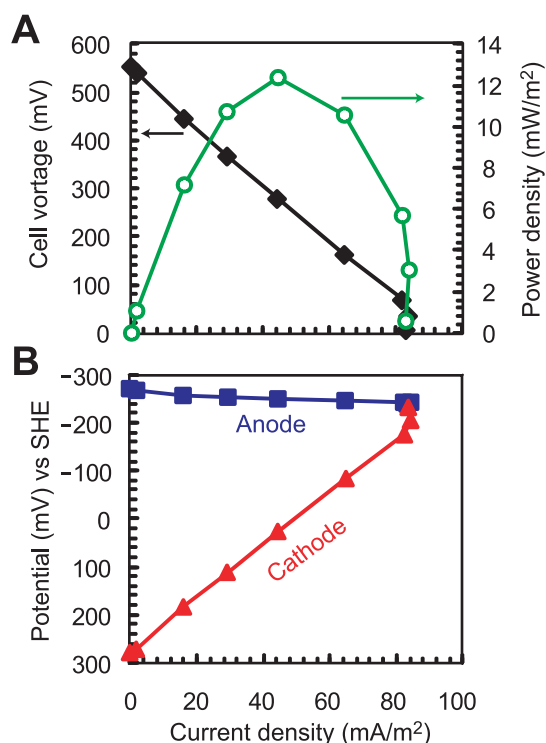 A
600
500
400
300
200
100
0
Cell vortage (mV)
14
12
10
8
6
4
2
0
Power density (mW/m²)
B
−300
−200
−100
0
100
200
300
Potential (mV) vs SHE
Anode
Cathode
0 20 40 60 80 100
Current density (mA/m²)